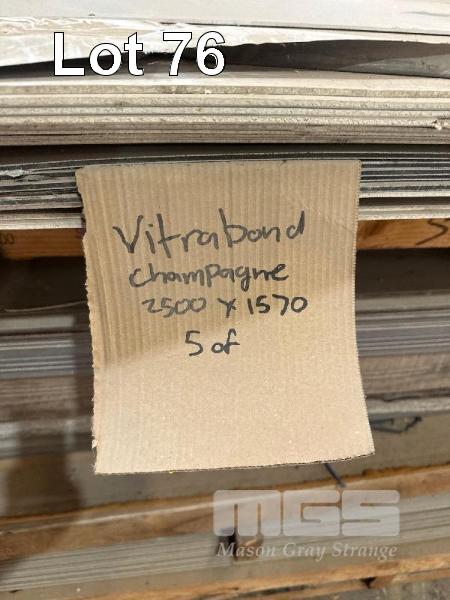 Lot 76
Vitrabond
Champagne
2500 x 1570
5 of
MGS
Mason Gray Strange